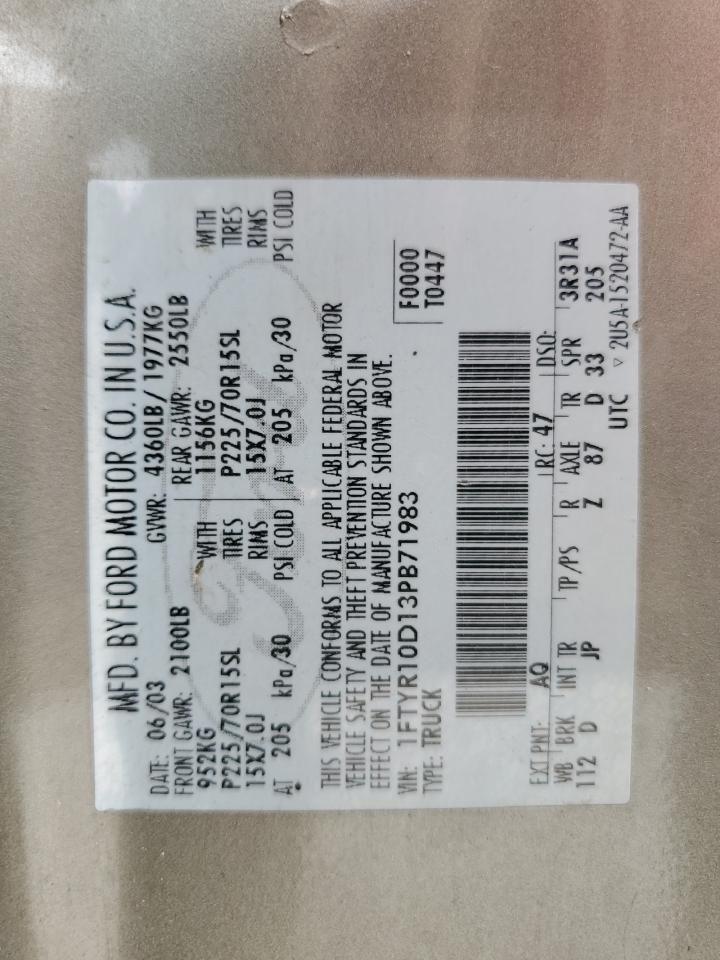 MFD. BY FORD MOTOR CO. IN U.S.A.
DATE: 06/03 GVWR: 4360LB/ 1977KG
FRONT GAWR: 2100LB REAR GAWR: 2550LB
952KG WITH 1156KG WITH
P225/70R15SL TIRES P225/70R15SL TIRES
15X7.0J RIMS 15X7.0J RIMS
AT 205 kPa/30 PSI COLD AT 205 kPa/30 PSI COLD
THIS VEHICLE CONFORMS TO ALL APPLICABLE FEDERAL MOTOR
VEHICLE SAFETY AND THEFT PREVENTION STANDARDS IN
EFFECT ON THE DATE OF MANUFACTURE SHOWN ABOVE.
VIN: 1FTYR10D13PB71983 F0000
TYPE: TRUCK T0447
EXT PNT: AQ RC: 47 DSO:
WB BRK INT TR TP/PS R AXLE TR SPR 3R31A
112 D JP Z 87 D 33 205
UTC ▽ 2U5A-1520472-AA
Ford